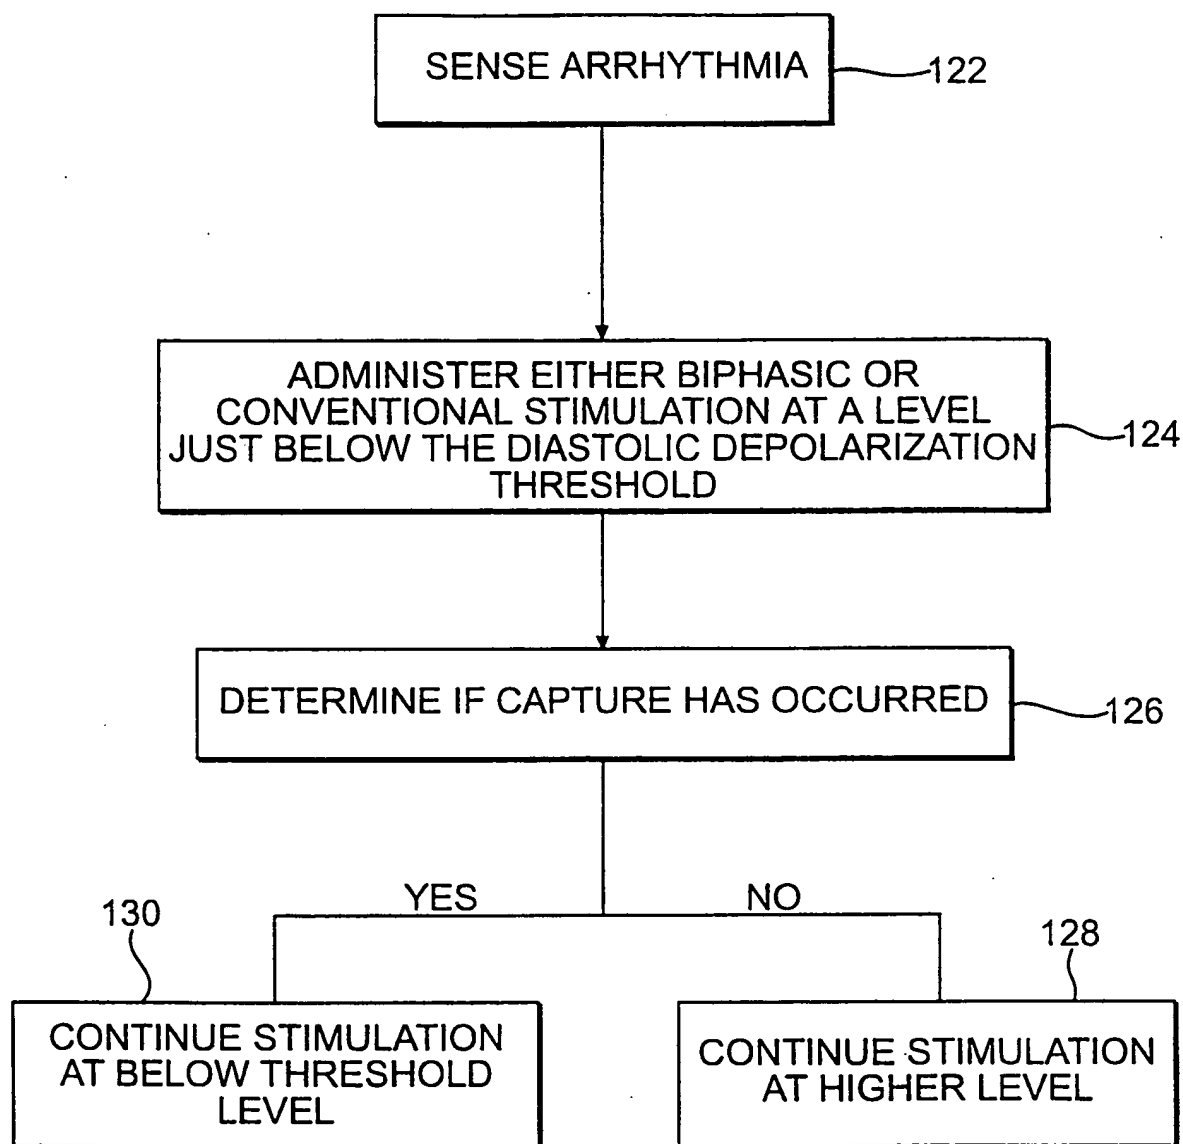 SENSE ARRHYTHMIA
122
ADMINISTER EITHER BIPHASIC OR
CONVENTIONAL STIMULATION AT A LEVEL
JUST BELOW THE DIASTOLIC DEPOLARIZATION
THRESHOLD
124
DETERMINE IF CAPTURE HAS OCCURRED
126
YES
NO
130
128
CONTINUE STIMULATION
AT BELOW THRESHOLD
LEVEL
CONTINUE STIMULATION
AT HIGHER LEVEL